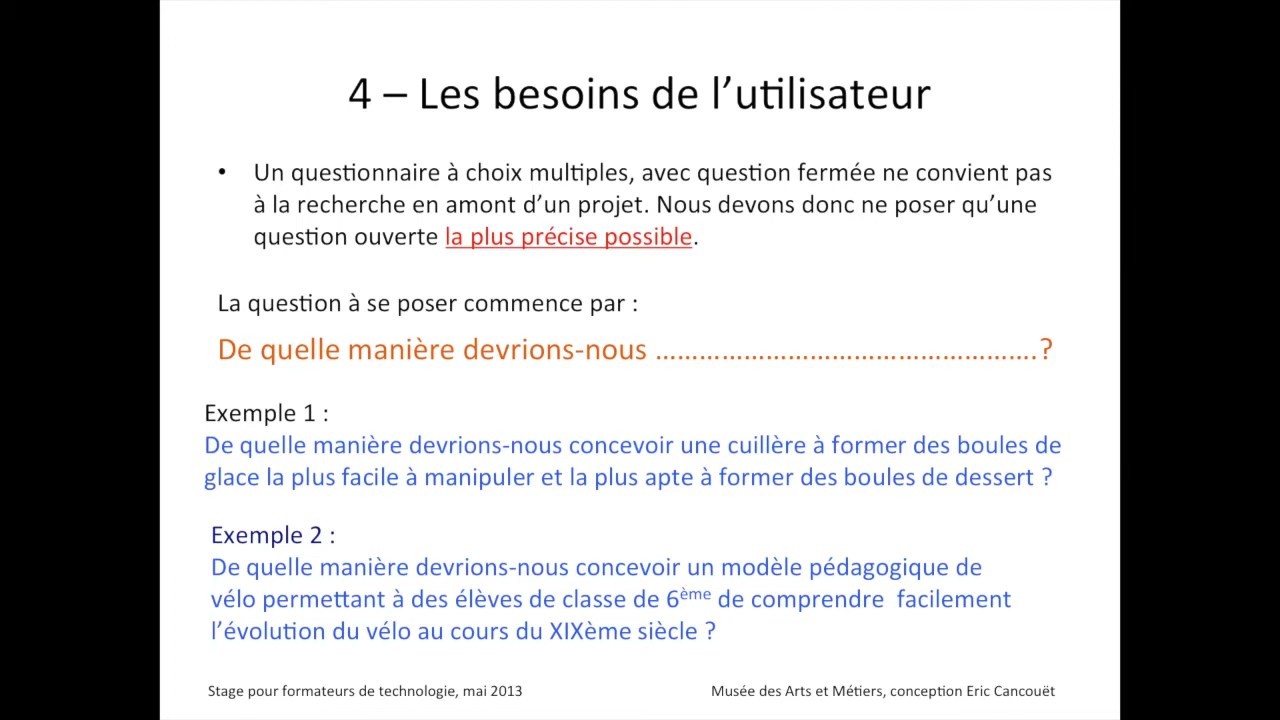 4 – Les besoins de l’utilisateur
• Un questionnaire à choix multiples, avec question fermée ne convient pas
à la recherche en amont d’un projet. Nous devons donc ne poser qu’une
question ouverte la plus précise possible.
La question à se poser commence par :
De quelle manière devrions-nous …………………………………………….?
Exemple 1 :
De quelle manière devrions-nous concevoir une cuillère à former des boules de
glace la plus facile à manipuler et la plus apte à former des boules de dessert ?
Exemple 2 :
De quelle manière devrions-nous concevoir un modèle pédagogique de
vélo permettant à des élèves de classe de 6ème de comprendre facilement
l’évolution du vélo au cours du XIXème siècle ?
Stage pour formateurs de technologie, mai 2013
Musée des Arts et Métiers, conception Eric Cancouët